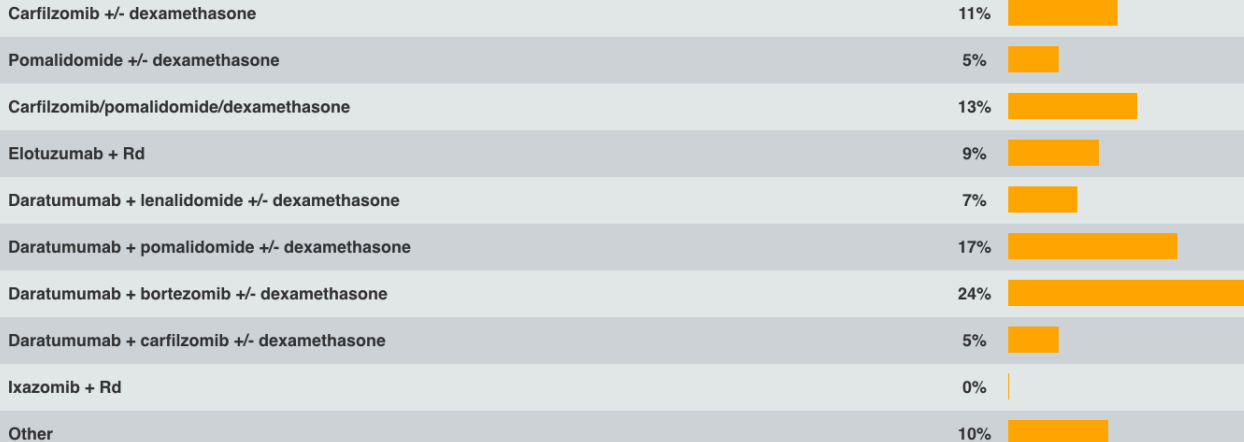 Carfilzomib +/- dexamethasone 11%
Pomalidomide +/- dexamethasone 5%
Carfilzomib/pomalidomide/dexamethasone 13%
Elotuzumab + Rd 9%
Daratumumab + lenalidomide +/- dexamethasone 7%
Daratumumab + pomalidomide +/- dexamethasone 17%
Daratumumab + bortezomib +/- dexamethasone 24%
Daratumumab + carfilzomib +/- dexamethasone 5%
Ixazomib + Rd 0%
Other 10%